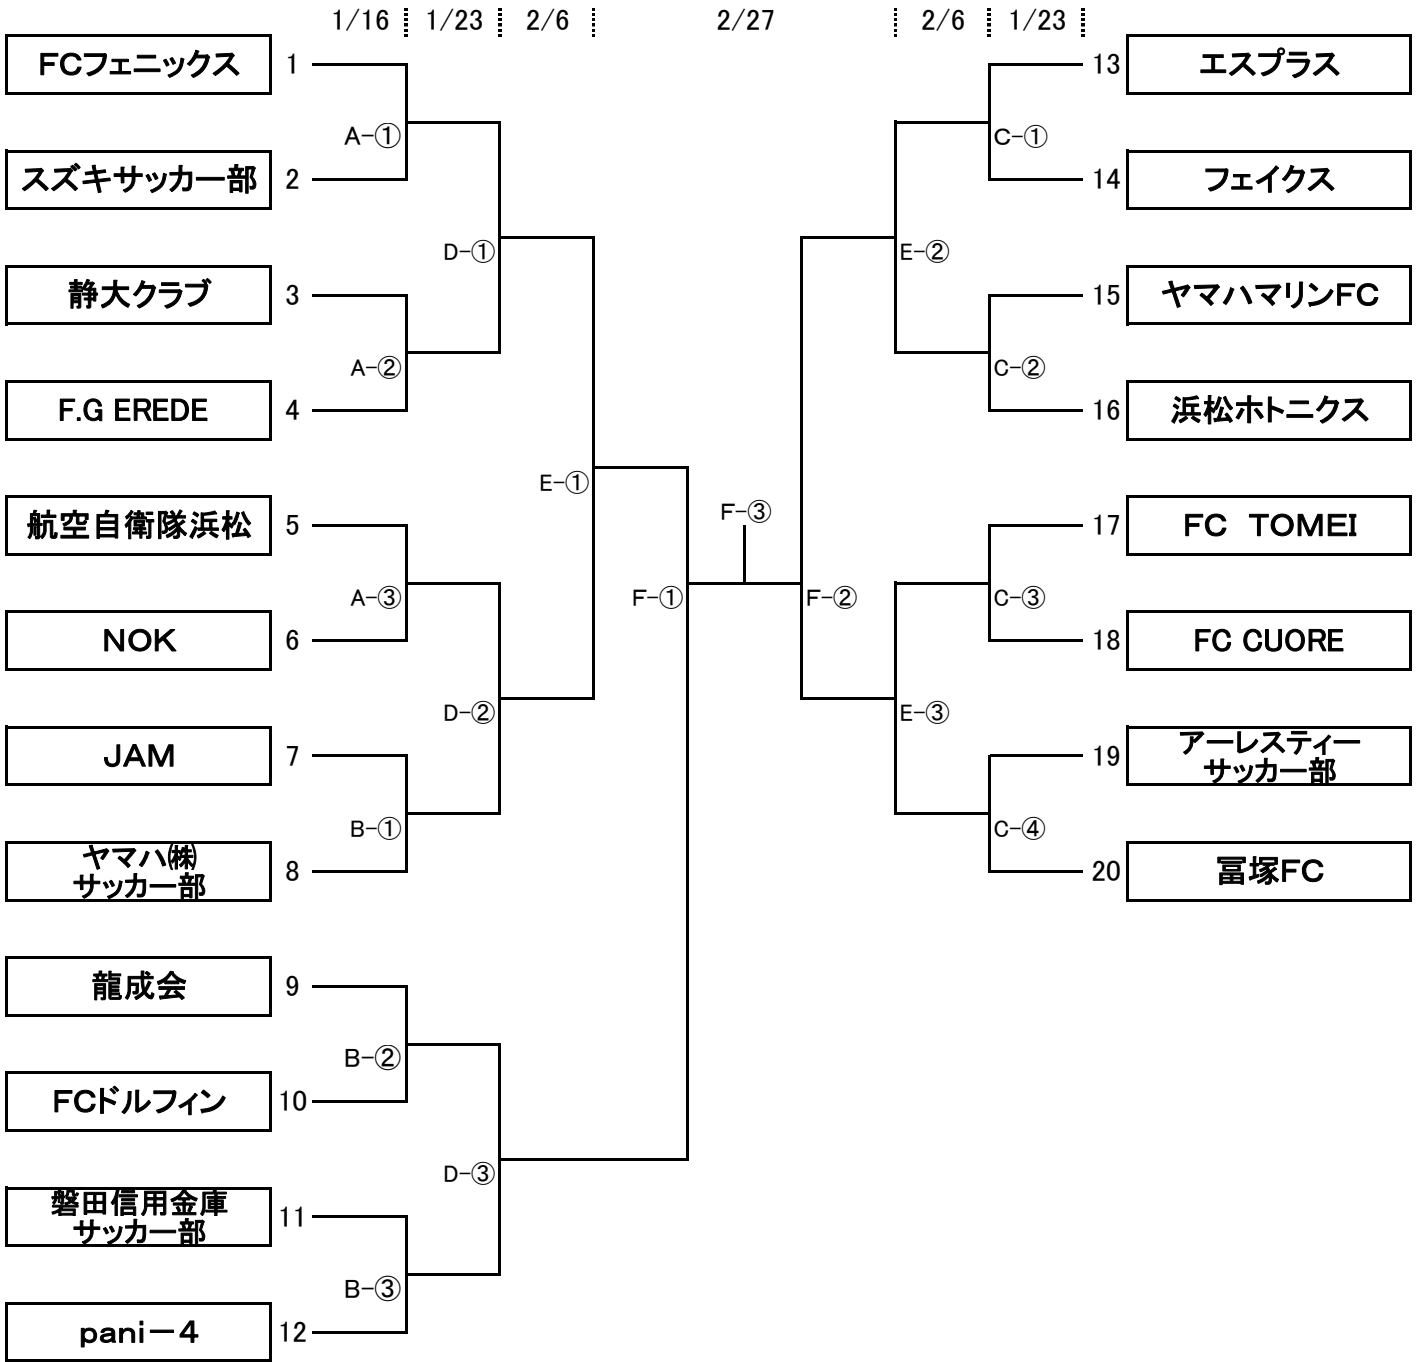 1/16 1/23 2/6 2/27 2/6 1/23
FCフェニックス 1
A-①
スズキサッカー部 2
D-①
静大クラブ 3
A-②
F.G EREDE 4
E-①
航空自衛隊浜松 5
A-③
NOK 6
D-②
JAM 7
B-①
ヤマハ㈱
サッカー部 8
F-①
F-③
F-②
龍成会 9
B-②
FCドルフィン 10
D-③
磐田信用金庫
サッカー部 11
B-③
pani－4 12
13 エスプラス
C-①
14 フェイクス
E-②
15 ヤマハマリンFC
C-②
16 浜松ホトニクス
17 FC　TOMEI
C-③
18 FC CUORE
E-③
19 アーレスティー
サッカー部
C-④
20 冨塚FC